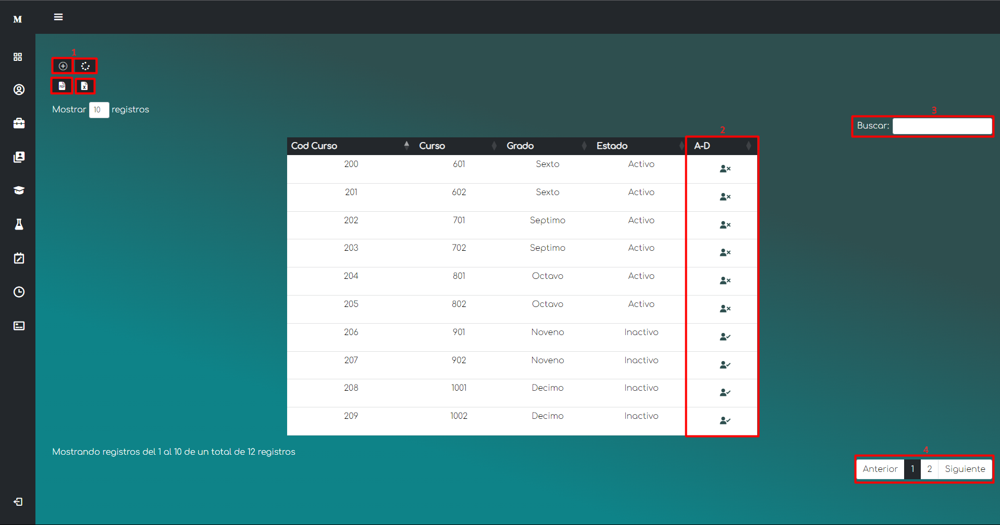 M
1
PDF
X
Mostrar 10 registros
3
Buscar:
2
Cod Curso Curso Grado Estado A-D
200 601 Sexto Activo
201 602 Sexto Activo
202 701 Septimo Activo
203 702 Septimo Activo
204 801 Octavo Activo
205 802 Octavo Activo
206 901 Noveno Inactivo
207 902 Noveno Inactivo
208 1001 Decimo Inactivo
209 1002 Decimo Inactivo
Mostrando registros del 1 al 10 de un total de 12 registros
4
Anterior 1 2 Siguiente